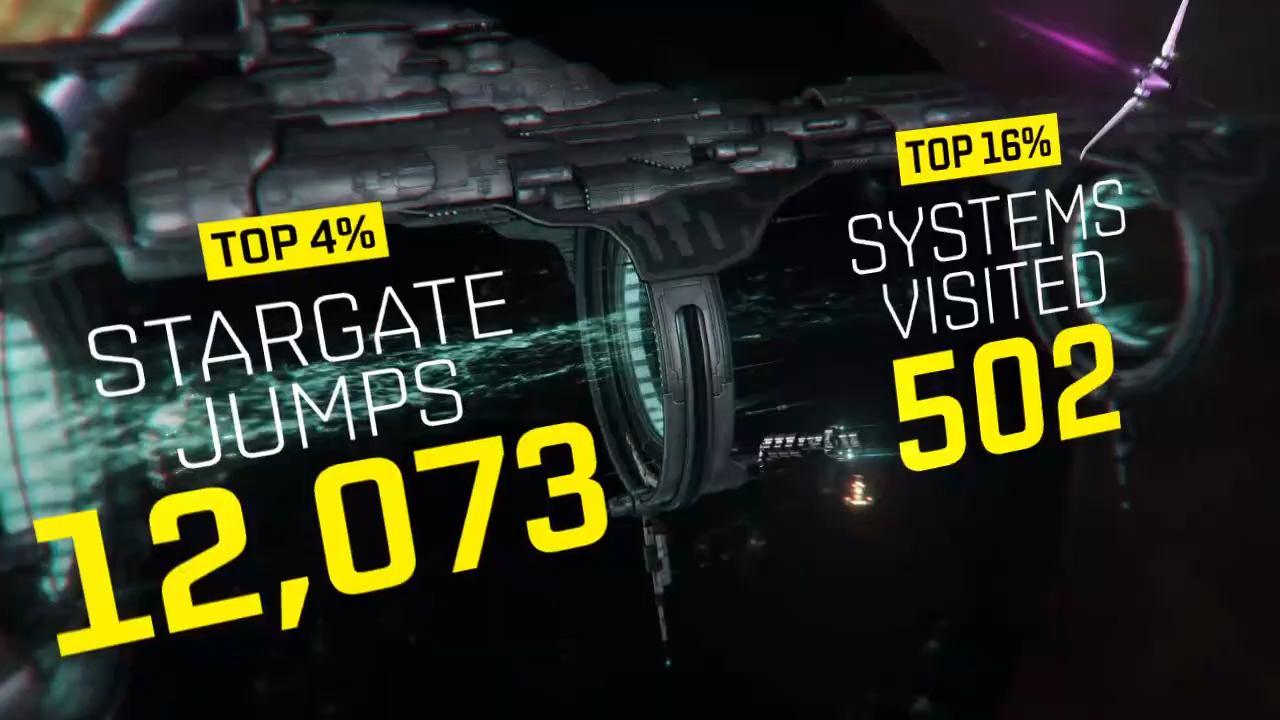 TOP 4%
STARGATE
JUMPS
12,073
TOP 16%
SYSTEMS
VISITED
502